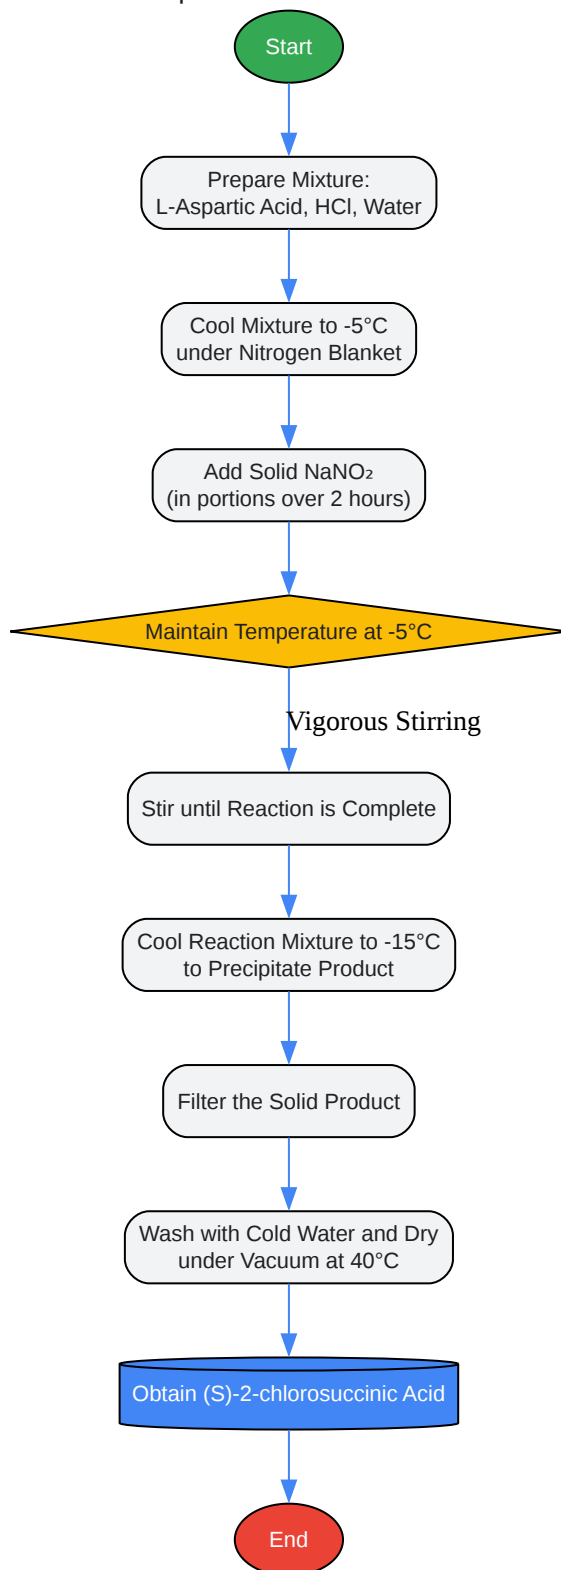 Start
Prepare Mixture:
L-Aspartic Acid, HCl, Water
Cool Mixture to -5°C
under Nitrogen Blanket
Add Solid NaNO₂
(in portions over 2 hours)
Maintain Temperature at -5°C
Vigorous Stirring
Stir until Reaction is Complete
Cool Reaction Mixture to -15°C
to Precipitate Product
Filter the Solid Product
Wash with Cold Water and Dry
under Vacuum at 40°C
Obtain (S)-2-chlorosuccinic Acid
End